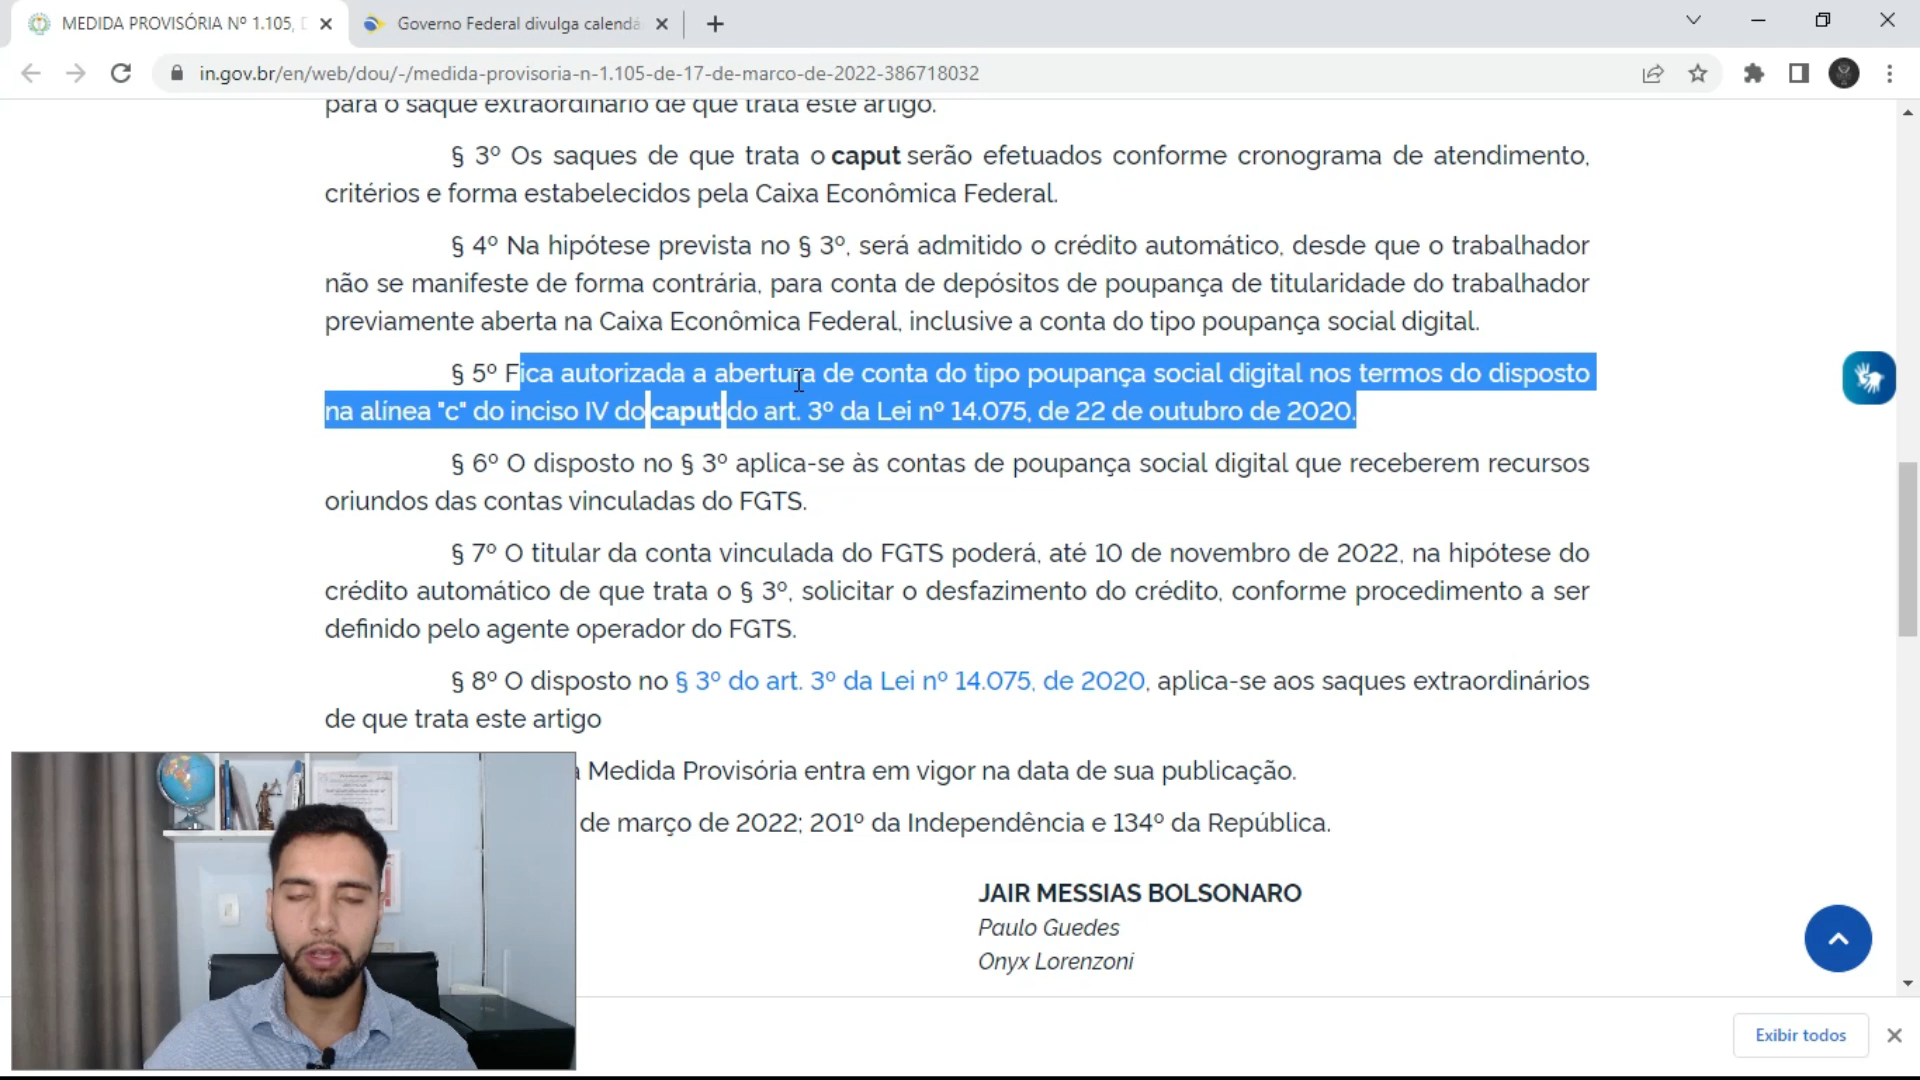 MEDIDA PROVISÓRIA Nº 1.105,
Governo Federal divulga calendá
in.gov.br/en/web/dou/-/medida-provisoria-n-1.105-de-17-de-marco-de-2022-386718032
para o saque extraordinário de que trata este artigo.
§ 3º Os saques de que trata o caput serão efetuados conforme cronograma de atendimento,
critérios e forma estabelecidos pela Caixa Econômica Federal.
§ 4º Na hipótese prevista no § 3º, será admitido o crédito automático, desde que o trabalhador
não se manifeste de forma contrária, para conta de depósitos de poupança de titularidade do trabalhador
previamente aberta na Caixa Econômica Federal, inclusive a conta do tipo poupança social digital.
§ 5º Fica autorizada a abertura de conta do tipo poupança social digital nos termos do disposto
na alínea "c" do inciso IV do caput do art. 3º da Lei nº 14.075, de 22 de outubro de 2020.
§ 6º O disposto no § 3º aplica-se às contas de poupança social digital que receberem recursos
oriundos das contas vinculadas do FGTS.
§ 7º O titular da conta vinculada do FGTS poderá, até 10 de novembro de 2022, na hipótese do
crédito automático de que trata o § 3º, solicitar o desfazimento do crédito, conforme procedimento a ser
definido pelo agente operador do FGTS.
§ 8º O disposto no § 3º do art. 3º da Lei nº 14.075, de 2020, aplica-se aos saques extraordinários
de que trata este artigo
a Medida Provisória entra em vigor na data de sua publicação.
de março de 2022; 201º da Independência e 134º da República.
JAIR MESSIAS BOLSONARO
Paulo Guedes
Onyx Lorenzoni
Exibir todos